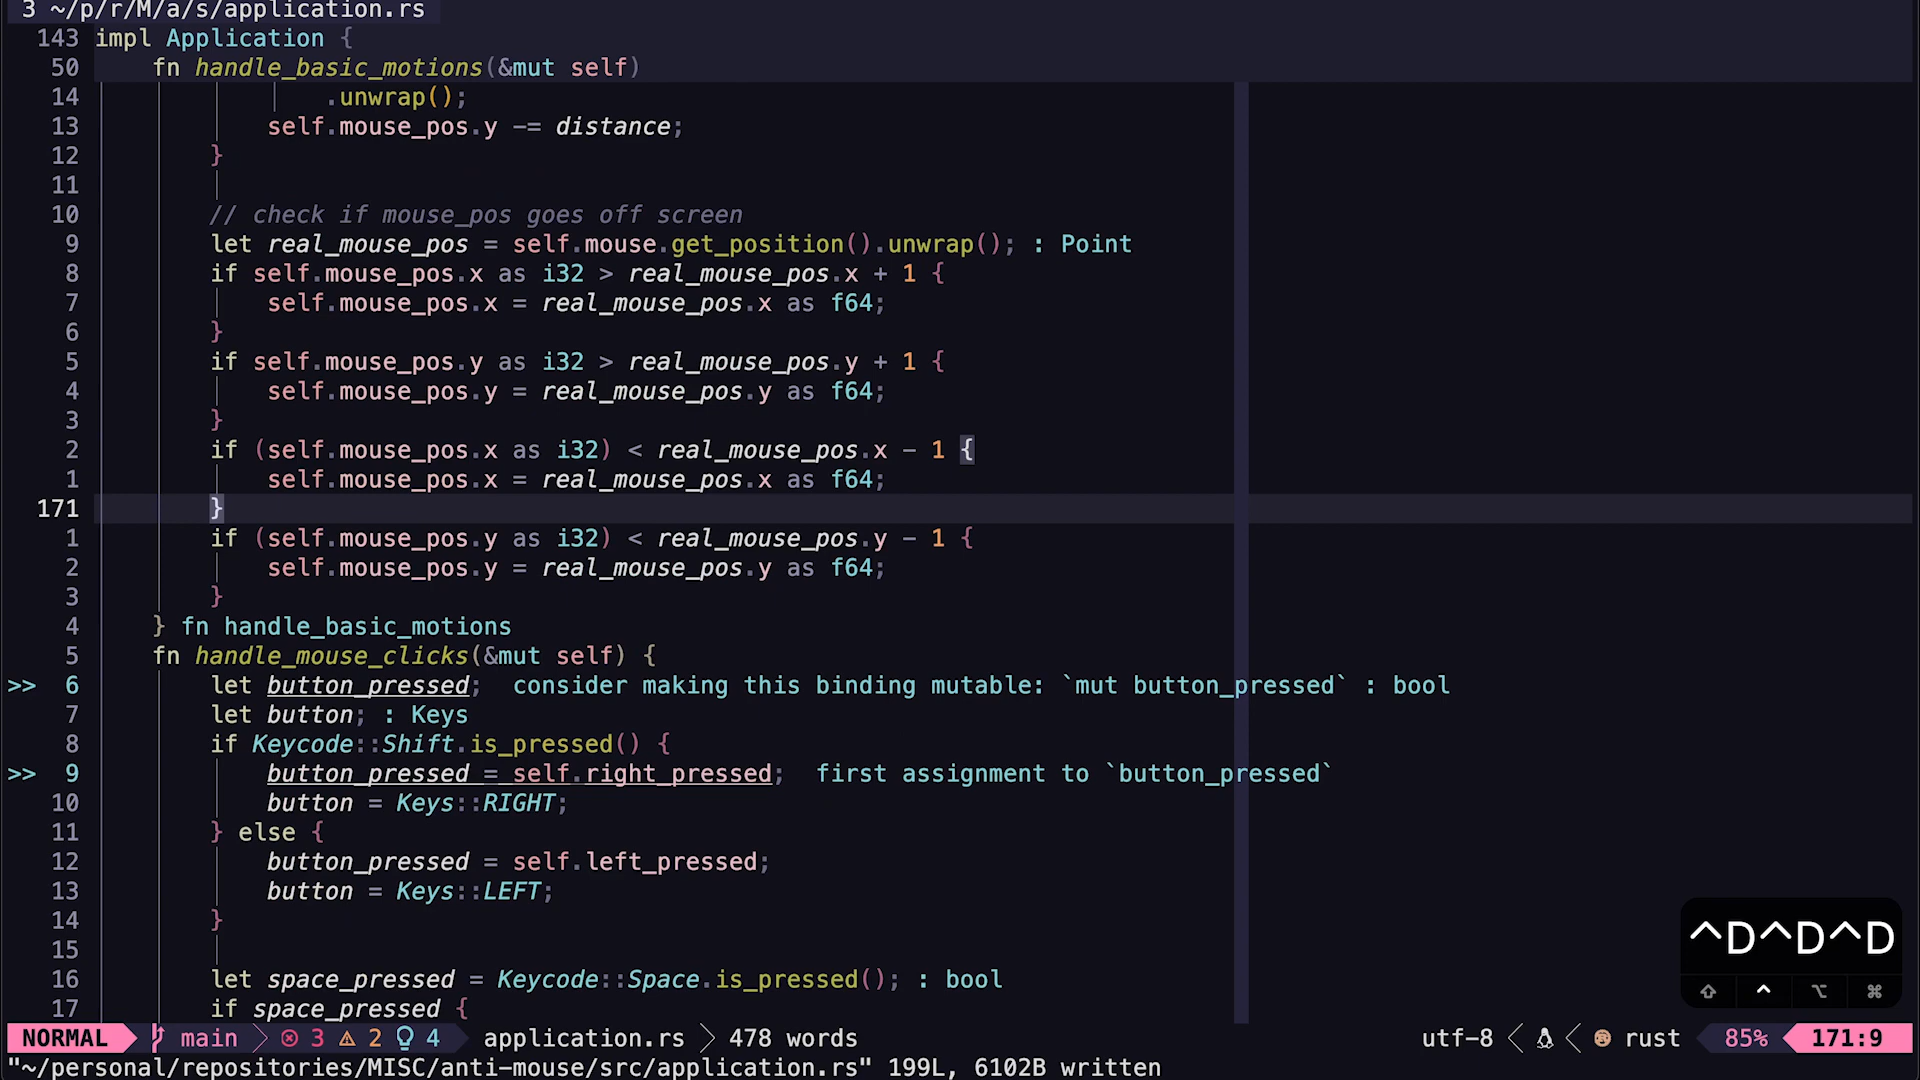 3 ~/p/r/M/a/s/application.rs
143 impl Application {
50 fn handle_basic_motions(&mut self)
14 .unwrap();
13 self.mouse_pos.y -= distance;
12 }
11
10 // check if mouse_pos goes off screen
9 let real_mouse_pos = self.mouse.get_position().unwrap(); : Point
8 if self.mouse_pos.x as i32 > real_mouse_pos.x + 1 {
7 self.mouse_pos.x = real_mouse_pos.x as f64;
6 }
5 if self.mouse_pos.y as i32 > real_mouse_pos.y + 1 {
4 self.mouse_pos.y = real_mouse_pos.y as f64;
3 }
2 if (self.mouse_pos.x as i32) < real_mouse_pos.x - 1 {
1 self.mouse_pos.x = real_mouse_pos.x as f64;
171 }
1 if (self.mouse_pos.y as i32) < real_mouse_pos.y - 1 {
2 self.mouse_pos.y = real_mouse_pos.y as f64;
3 }
4 } fn handle_basic_motions
5 fn handle_mouse_clicks(&mut self) {
>> 6 let button_pressed; consider making this binding mutable: `mut button_pressed` : bool
7 let button; : Keys
8 if Keycode::Shift.is_pressed() {
>> 9 button_pressed = self.right_pressed; first assignment to `button_pressed`
10 button = Keys::RIGHT;
11 } else {
12 button_pressed = self.left_pressed;
13 button = Keys::LEFT;
14 }
15
16 let space_pressed = Keycode::Space.is_pressed(); : bool
17 if space_pressed {
^D^D^D
⇧ ^ ⌥ ⌘
NORMAL main 3 2 4 application.rs 478 words utf-8 rust 85% 171:9
"~/personal/repositories/MISC/anti-mouse/src/application.rs" 199L, 6102B written